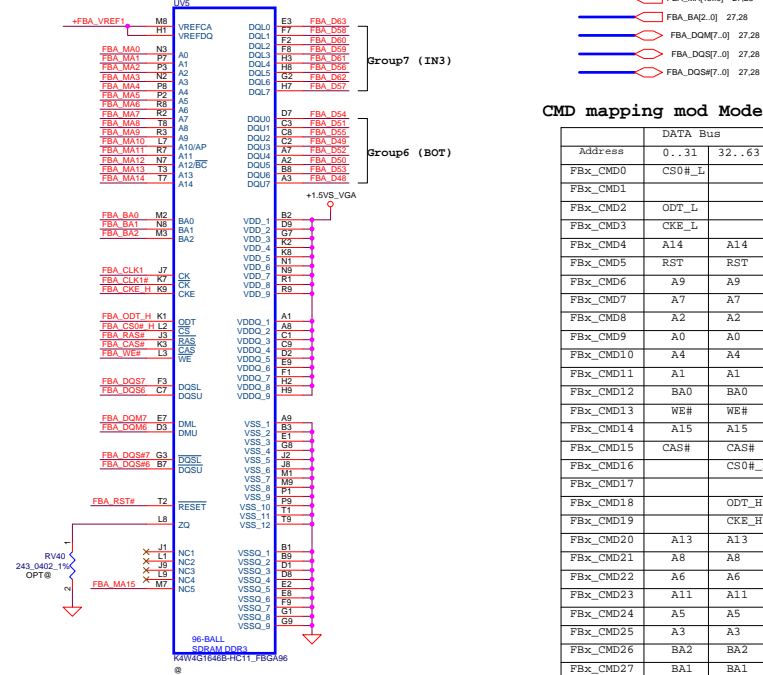 UV5
+FBA_VREF1 M8 VREFCA DQL0 E3 FBA_D63
H1 VREFDQ DQL1 F7 FBA_D58
DQL2 F2 FBA_D60
FBA_MA0 N3 A0 DQL3 F8 FBA_D59
FBA_MA1 P7 A1 DQL4 H3 FBA_D61
FBA_MA2 P3 A2 DQL5 H8 FBA_D56
FBA_MA3 N2 A3 DQL6 G2 FBA_D62
FBA_MA4 P8 A4 DQL7 H7 FBA_D57
Group7 (IN3)
FBA_MA5 P2 A5
FBA_MA6 R8 A6
FBA_MA7 R2 A7 DQU0 D7 FBA_D54
FBA_MA8 T8 A8 DQU1 C3 FBA_D51
FBA_MA9 R3 A9 DQU2 C8 FBA_D55
FBA_MA10 L7 A10/AP DQU3 C2 FBA_D49
FBA_MA11 R7 A11 DQU4 A7 FBA_D52
FBA_MA12 N7 A12/BC DQU5 A2 FBA_D50
FBA_MA13 T3 A13 DQU6 B8 FBA_D53
FBA_MA14 T7 A14 DQU7 A3 FBA_D48
Group6 (BOT)
+1.5VS_VGA
FBA_BA0 M2 BA0 VDD_1 B2
FBA_BA1 N8 BA1 VDD_2 D9
FBA_BA2 M3 BA2 VDD_3 G7
VDD_4 K2
VDD_5 K8
VDD_6 N1
FBA_CLK1 J7 CK VDD_7 N9
FBA_CLK1# K7 CK VDD_8 R1
FBA_CKE_H K9 CKE VDD_9 R9
FBA_ODT_H K1 ODT VDDQ_1 A1
FBA_CS0#_H L2 CS VDDQ_2 A8
FBA_RAS# J3 RAS VDDQ_3 C1
FBA_CAS# K3 CAS VDDQ_4 C9
FBA_WE# L3 WE VDDQ_5 D2
VDDQ_6 E9
VDDQ_7 F1
FBA_DQS7 F3 DQSL VDDQ_8 H2
FBA_DQS6 C7 DQSU VDDQ_9 H9
FBA_DQM7 E7 DML VSS_1 A9
FBA_DQM6 D3 DMU VSS_2 B3
VSS_3 E1
VSS_4 G8
FBA_DQS#7 G3 DQSL VSS_5 J2
FBA_DQS#6 B7 DQSU VSS_6 J8
VSS_7 M1
VSS_8 M9
VSS_9 P1
FBA_RST# T2 RESET VSS_10 P9
VSS_11 T1
L8 ZQ VSS_12 T9
J1 NC1 VSSQ_1 B1
L1 NC2 VSSQ_2 B9
J9 NC3 VSSQ_3 D1
L9 NC4 VSSQ_4 D8
FBA_MA15 M7 NC5 VSSQ_5 E2
VSSQ_6 E8
VSSQ_7 F9
VSSQ_8 G1
VSSQ_9 G9
1
RV40
243_0402_1%
OPT@
2
96-BALL
SDRAM DDR3
K4W4G1646B-HC11_FBGA96
@
FBA_BA[2..0] 27,28
FBA_DQM[7..0] 27,28
FBA_DQS[7..0] 27,28
FBA_DQS#[7..0] 27,28
CMD mapping mod Mode
DATA Bus
Address 0..31 32..63
FBx_CMD0 CS0#_L
FBx_CMD1
FBx_CMD2 ODT_L
FBx_CMD3 CKE_L
FBx_CMD4 A14 A14
FBx_CMD5 RST RST
FBx_CMD6 A9 A9
FBx_CMD7 A7 A7
FBx_CMD8 A2 A2
FBx_CMD9 A0 A0
FBx_CMD10 A4 A4
FBx_CMD11 A1 A1
FBx_CMD12 BA0 BA0
FBx_CMD13 WE# WE#
FBx_CMD14 A15 A15
FBx_CMD15 CAS# CAS#
FBx_CMD16 CS0#_
FBx_CMD17
FBx_CMD18 ODT_H
FBx_CMD19 CKE_H
FBx_CMD20 A13 A13
FBx_CMD21 A8 A8
FBx_CMD22 A6 A6
FBx_CMD23 A11 A11
FBx_CMD24 A5 A5
FBx_CMD25 A3 A3
FBx_CMD26 BA2 BA2
FBx_CMD27 BA1 BA1